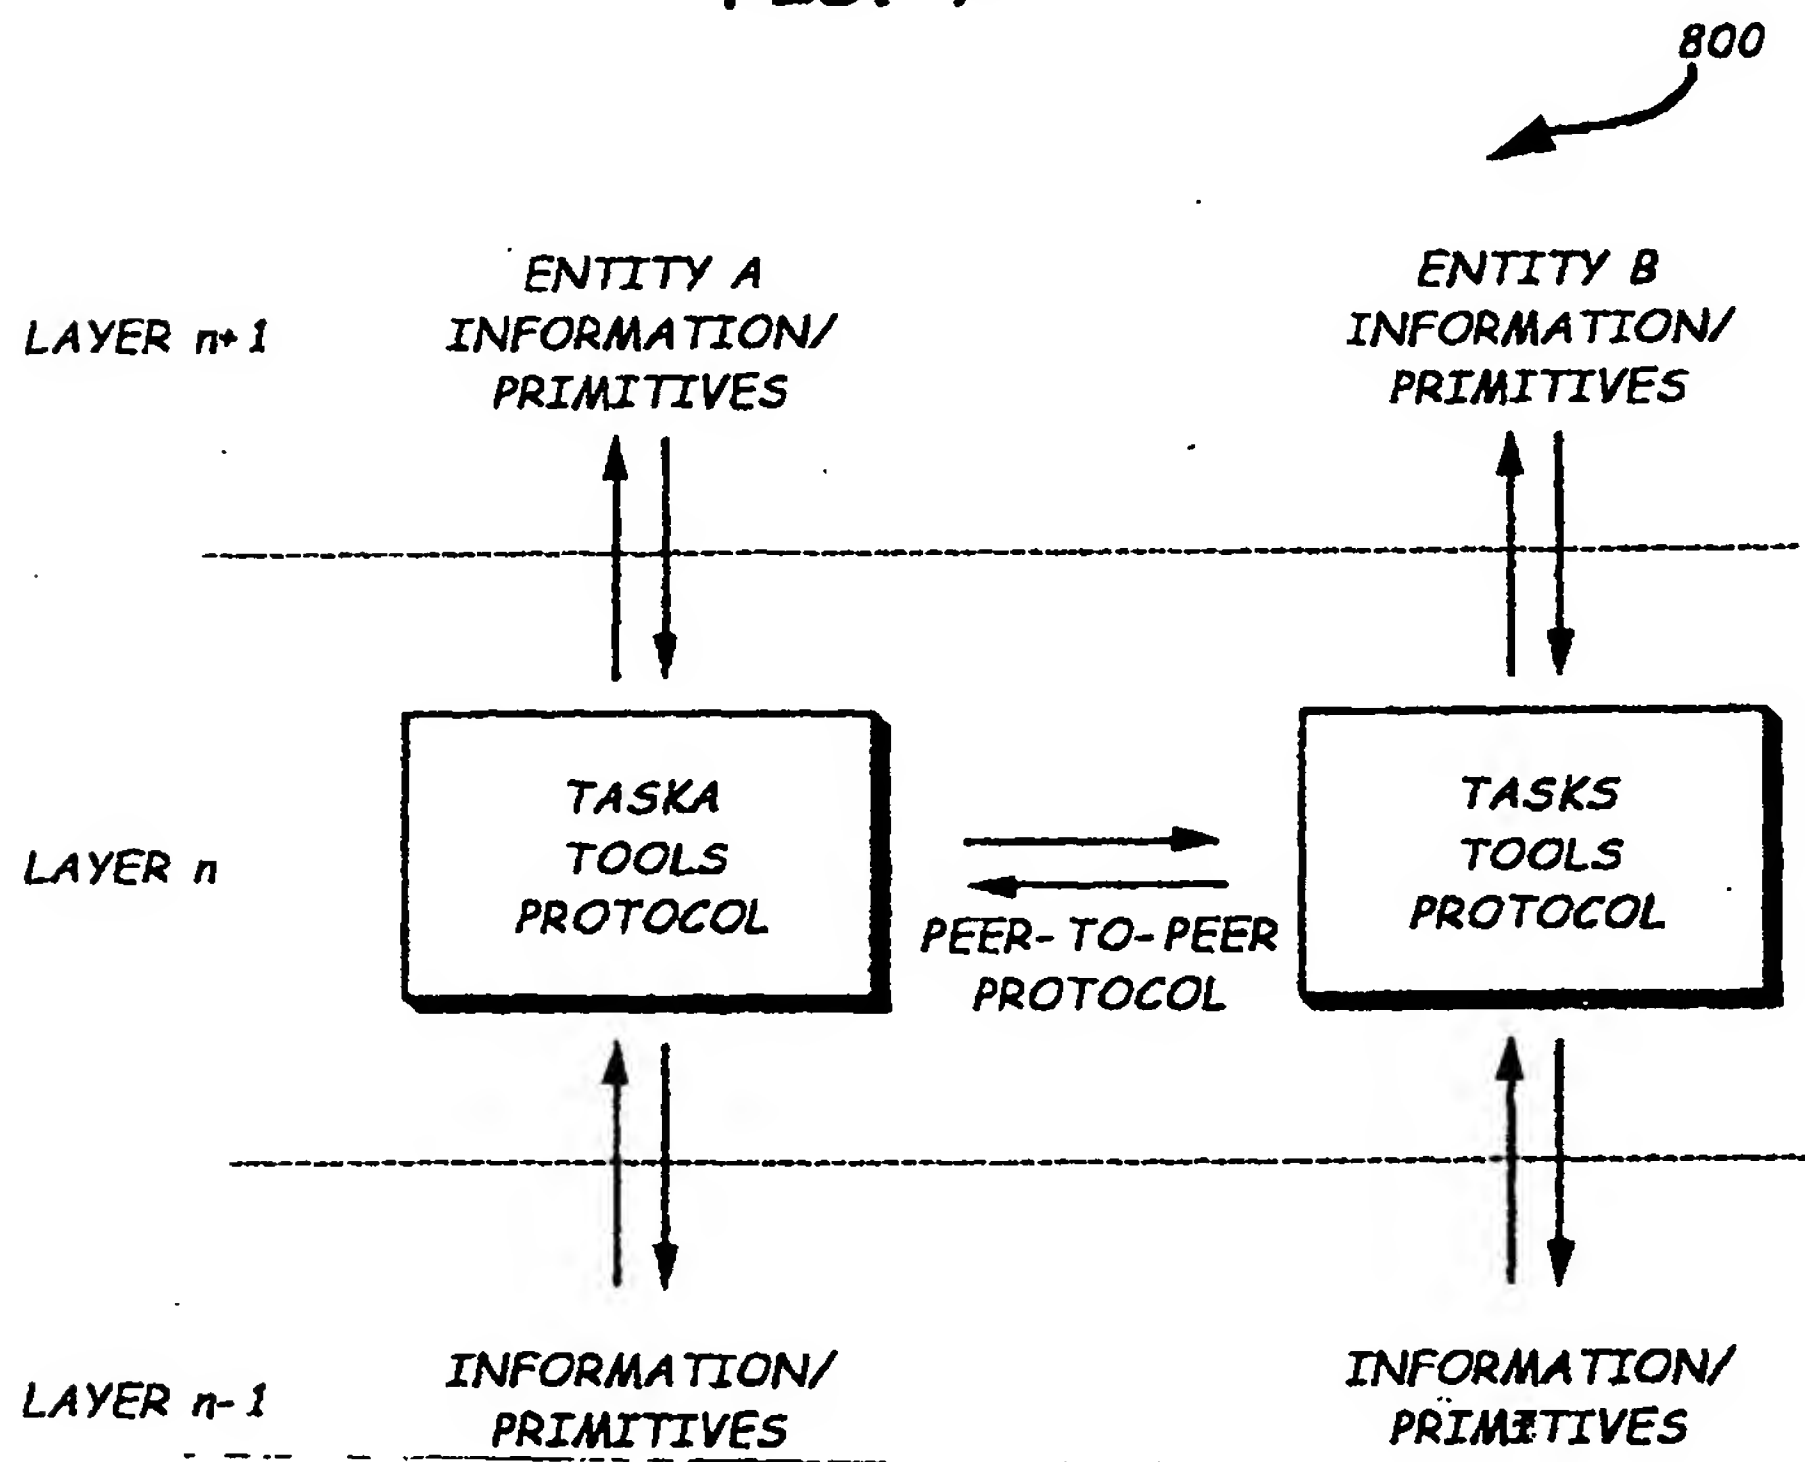 800
ENTITY A
INFORMATION/
PRIMITIVES
ENTITY B
INFORMATION/
PRIMITIVES
LAYER n+1
TASKA
TOOLS
PROTOCOL
TASKS
TOOLS
PROTOCOL
LAYER n
PEER-TO-PEER
PROTOCOL
LAYER n-1
INFORMATION/
PRIMITIVES
INFORMATION/
PRIMITIVES